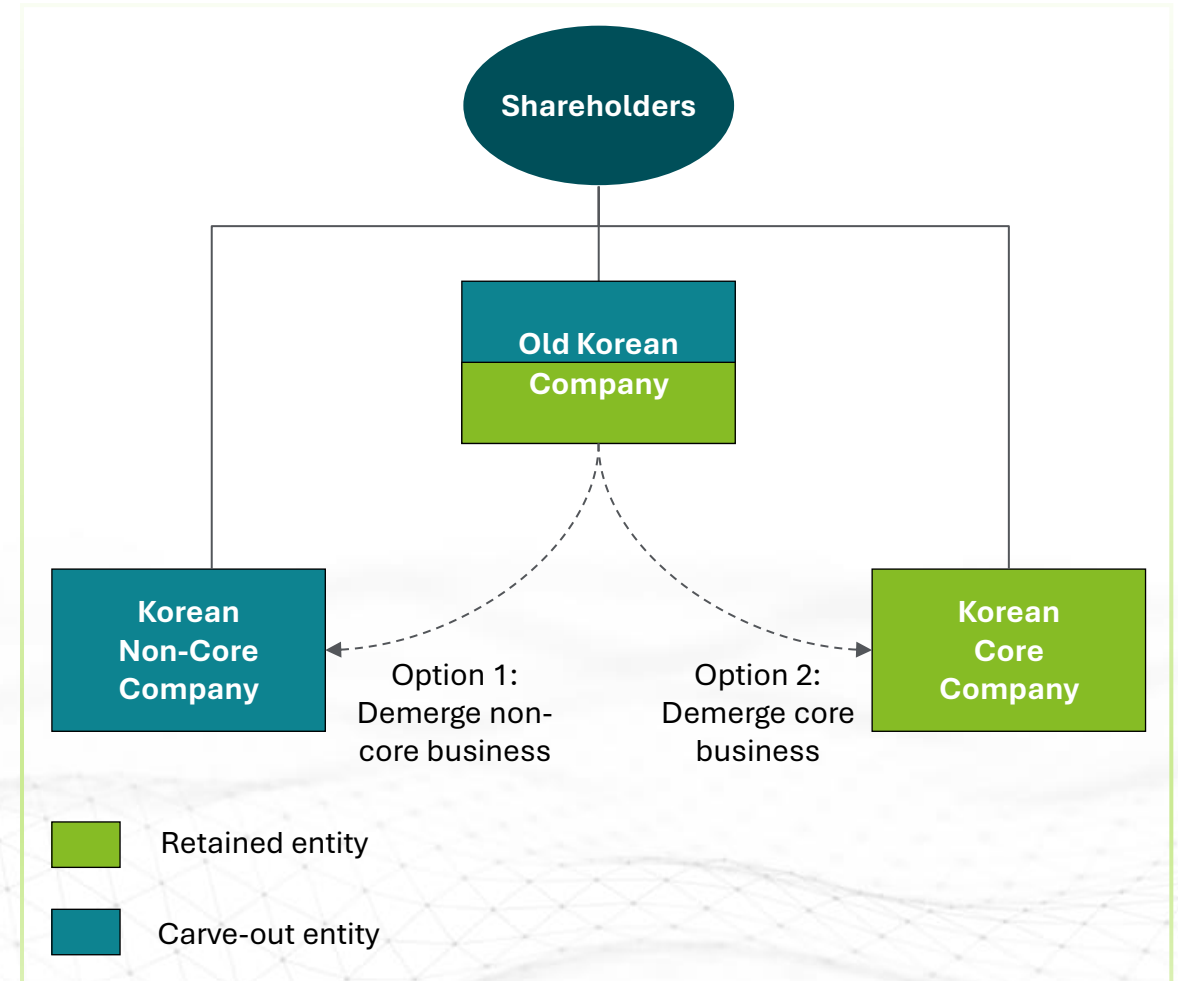 Shareholders
Old Korean
Company
Korean
Non-Core
Company
Option 1:
Demerge non-
core business
Option 2:
Demerge core
business
Korean
Core
Company
Retained entity
Carve-out entity